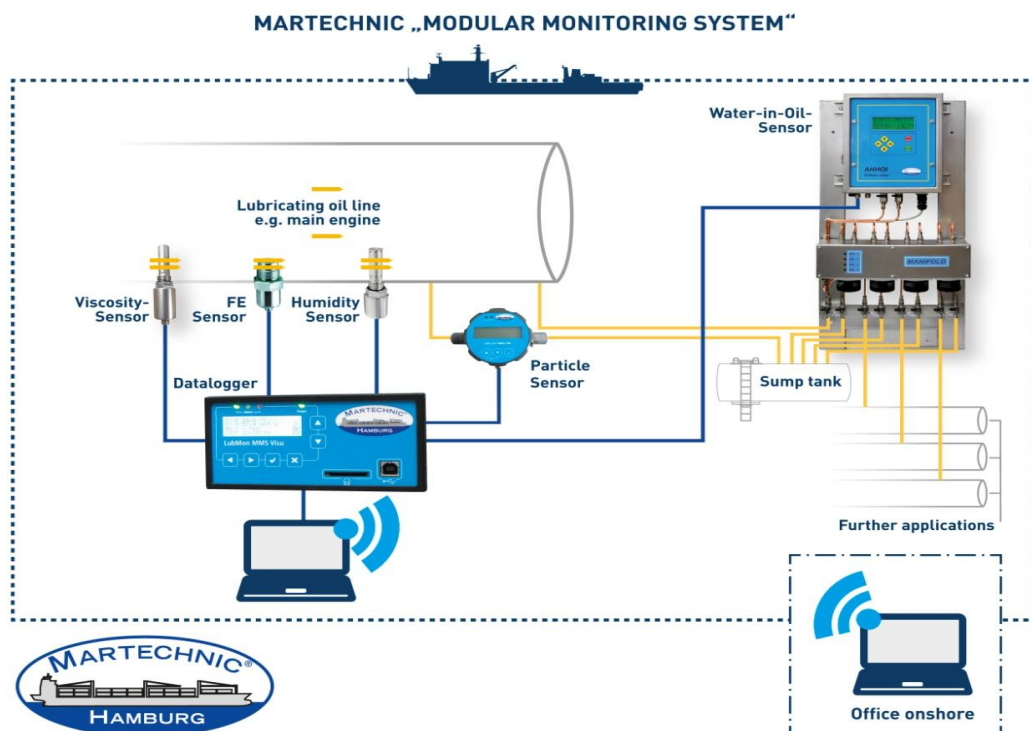 MARTECHNIC „MODULAR MONITORING SYSTEM“
Water-in-Oil-
Sensor
Lubricating oil line
e.g. main engine
Viscosity-
Sensor
FE
Sensor
Humidity
Sensor
MANIFOLD
Particle
Sensor
Sump tank
Datalogger
MARTECHNIC
HAMBURG
LubMon MMS Visu
Further applications
MARTECHNIC®
HAMBURG
Office onshore